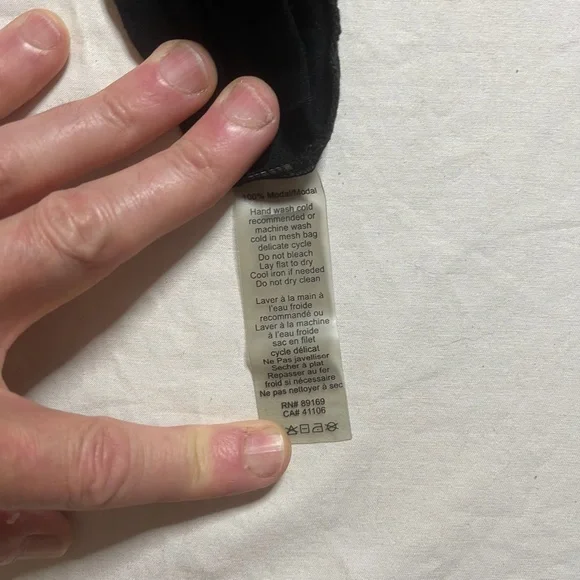 100% Modal/Modal
Hand wash cold
recommended or
machine wash
cold in mesh bag
delicate cycle
Do not bleach
Lay flat to dry
Cool iron if needed
Do not dry clean
Laver à la main à
l'eau froide
recommandé ou
Laver à la machine
à l'eau froide
sac en filet
cycle délicat
Ne Pas javelliser
Secher à plat
Repasser au fer
froid si nécessaire
Ne pas nettoyer à sec
RN# 89169
CA# 41106